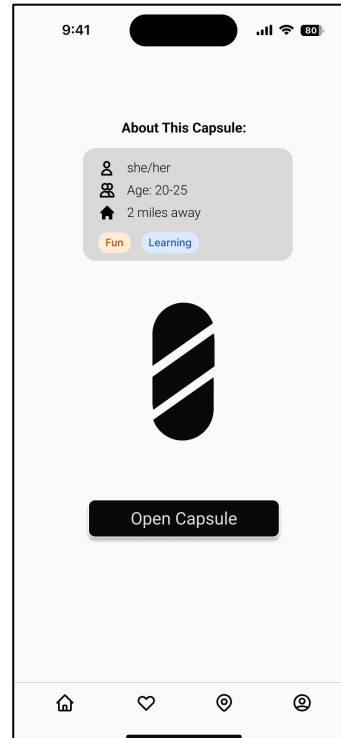 9:41
80
About This Capsule:
she/her
Age: 20-25
2 miles away
Fun Learning
Open Capsule